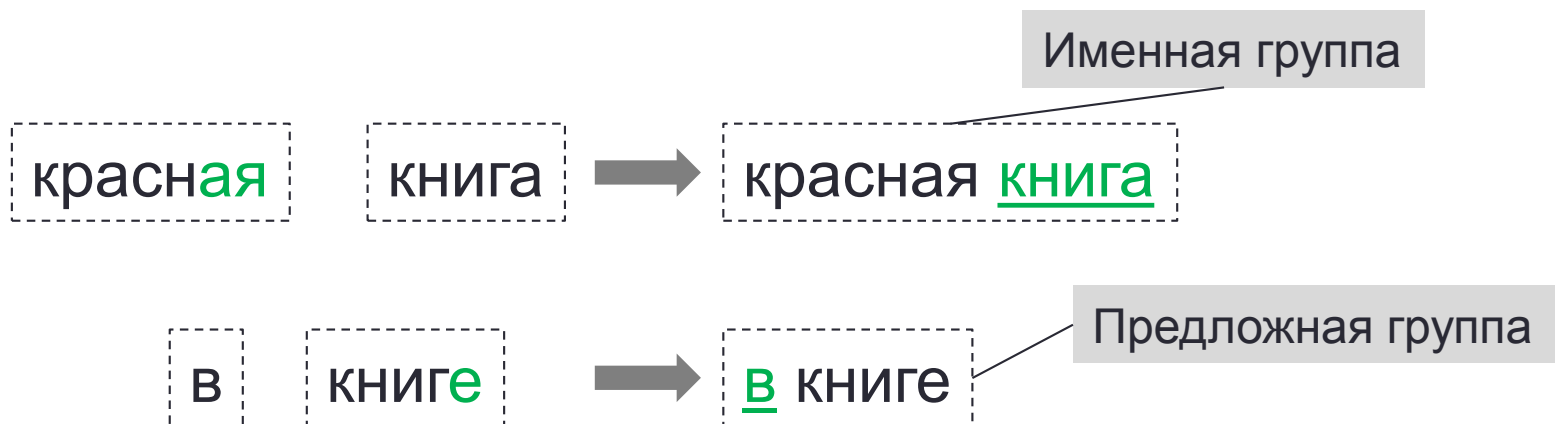 Именная группа
красная книга красная книга
Предложная группа
в книге в книге